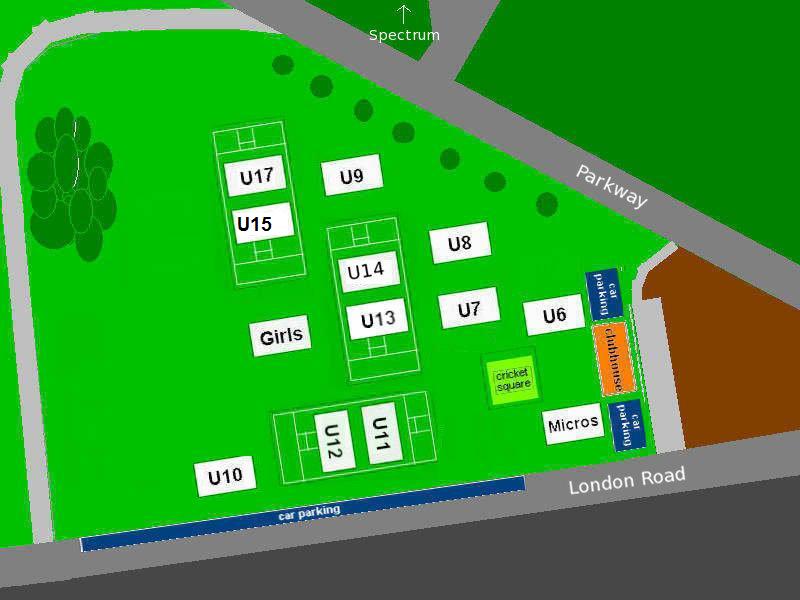 Spectrum
Parkway
U17
U9
U15
U8
U14
U7
U13
U6
car
parking
Girls
clubhouse
cricket
square
Micros
car
parking
U12
U11
U10
London Road
car parking